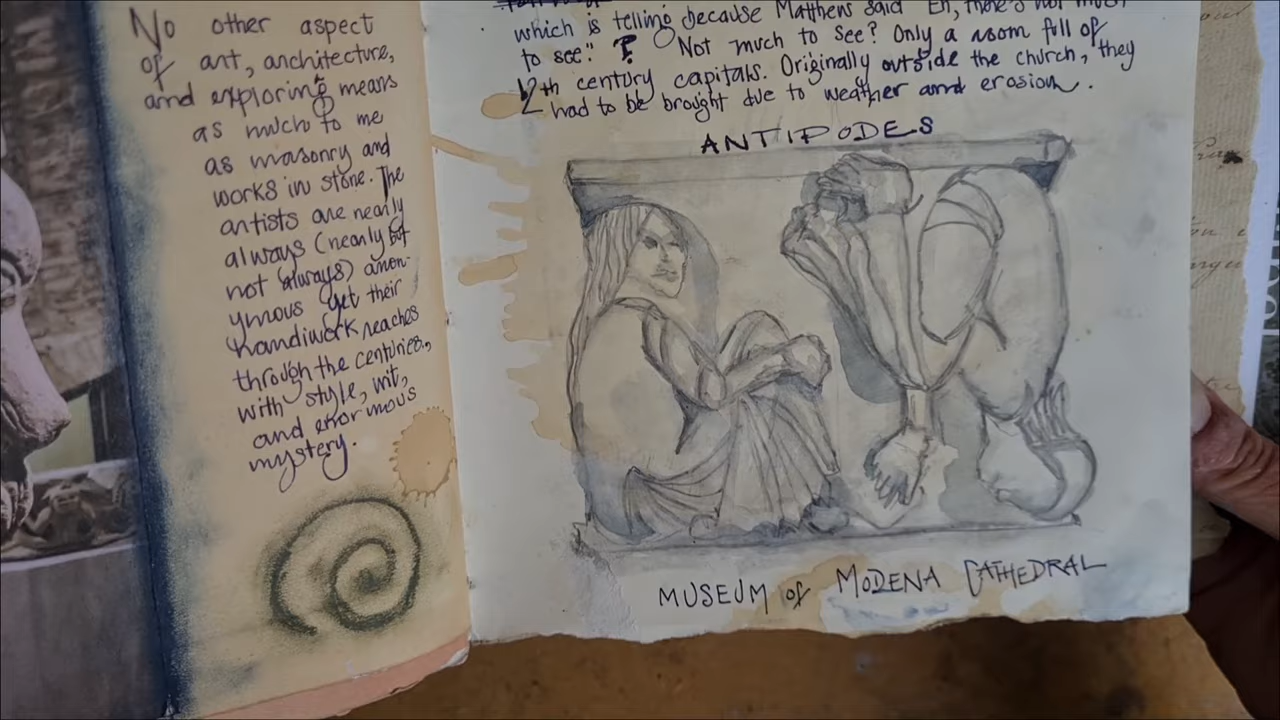 No other aspect
of art, architecture,
and exploring means
as much to me
as masonry and
works in stone. The
artists are nearly
always (nearly but
not always) anon-
ymous yet their
handiwork reaches
through the centuries,
with style, wit,
and enormous
mystery.
which is telling because Matthews said "Eh, there's not much
to see." ? Not much to see? Only a room full of
12th century capitals. Originally outside the church, they
had to be brought due to weather and erosion.
ANTIPODES
MUSEUM of MODENA CATHEDRAL